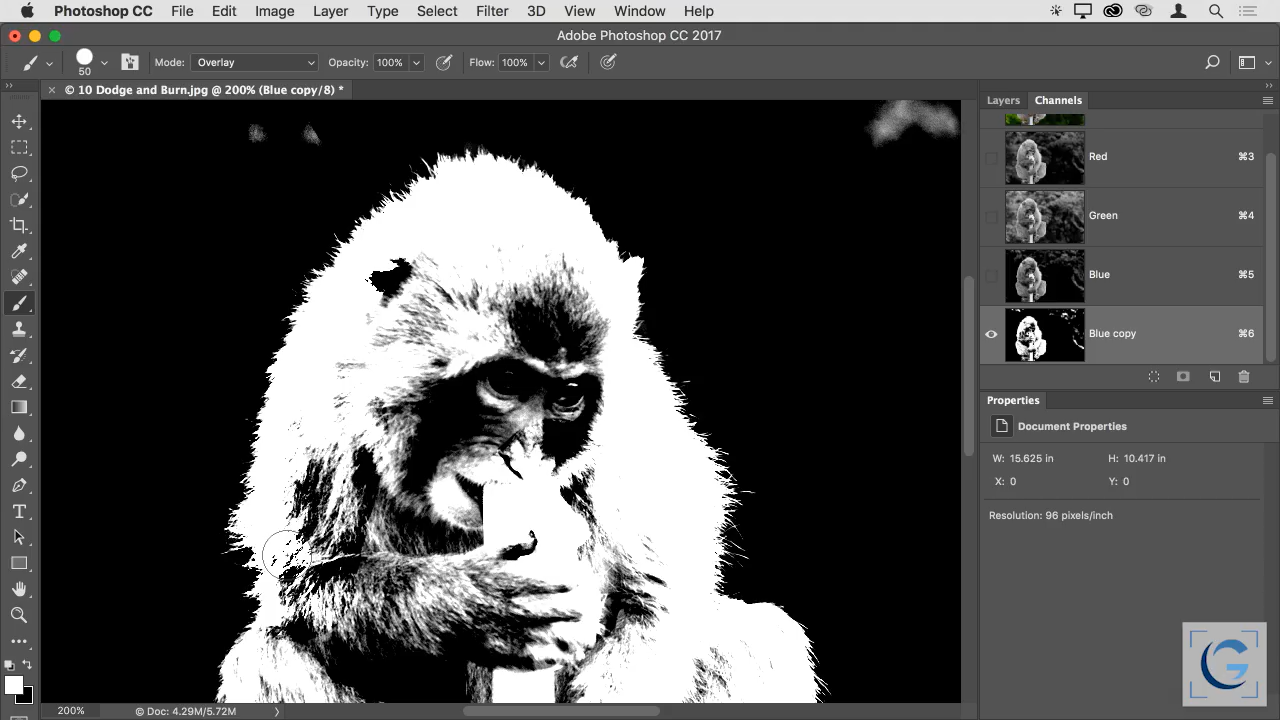 Photoshop CC File Edit Image Layer Type Select Filter 3D View Window Help
Adobe Photoshop CC 2017
50 Mode: Overlay Opacity: 100% Flow: 100%
© 10 Dodge and Burn.jpg @ 200% (Blue copy/8) *
Layers Channels
Red ⌘3
Green ⌘4
Blue ⌘5
Blue copy ⌘6
Properties
Document Properties
W: 15.625 in H: 10.417 in
X: 0 Y: 0
Resolution: 96 pixels/inch
200% © Doc: 4.29M/5.72M